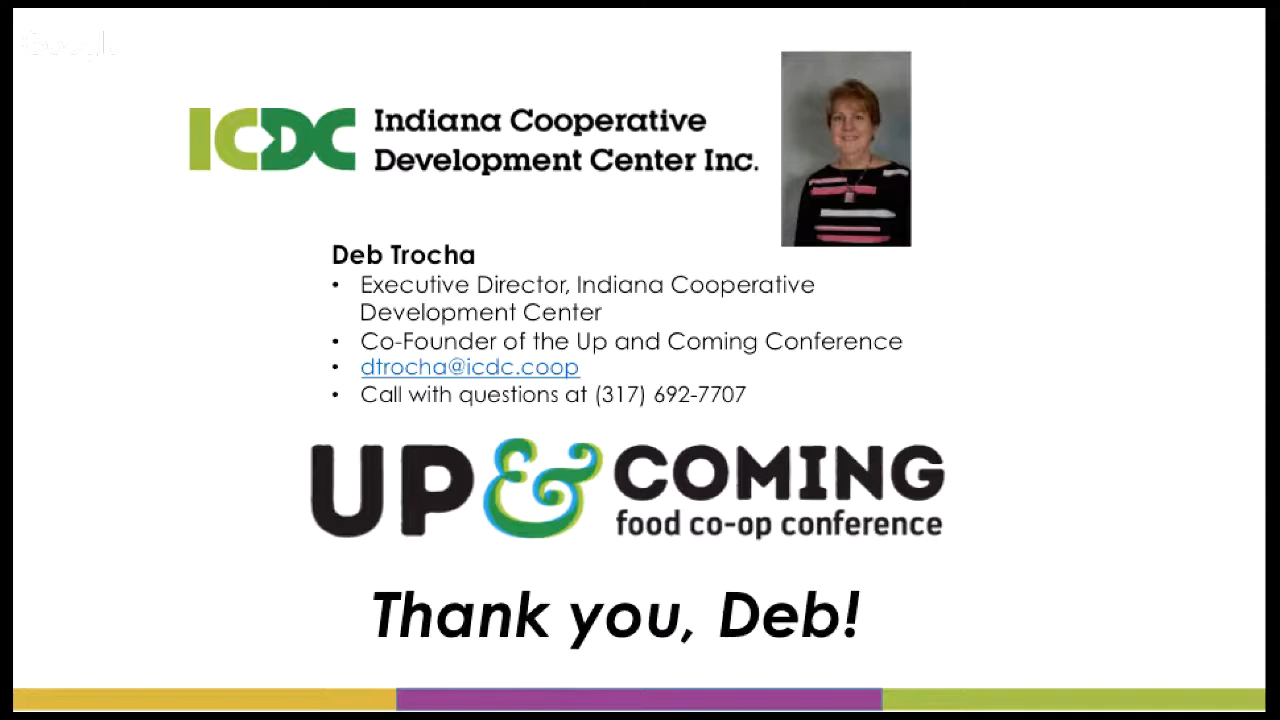 Google
ICDC Indiana Cooperative
Development Center Inc.
Deb Trocha
• Executive Director, Indiana Cooperative
Development Center
• Co-Founder of the Up and Coming Conference
• dtrocha@icdc.coop
• Call with questions at (317) 692-7707
UP & COMING
food co-op conference
Thank you, Deb!